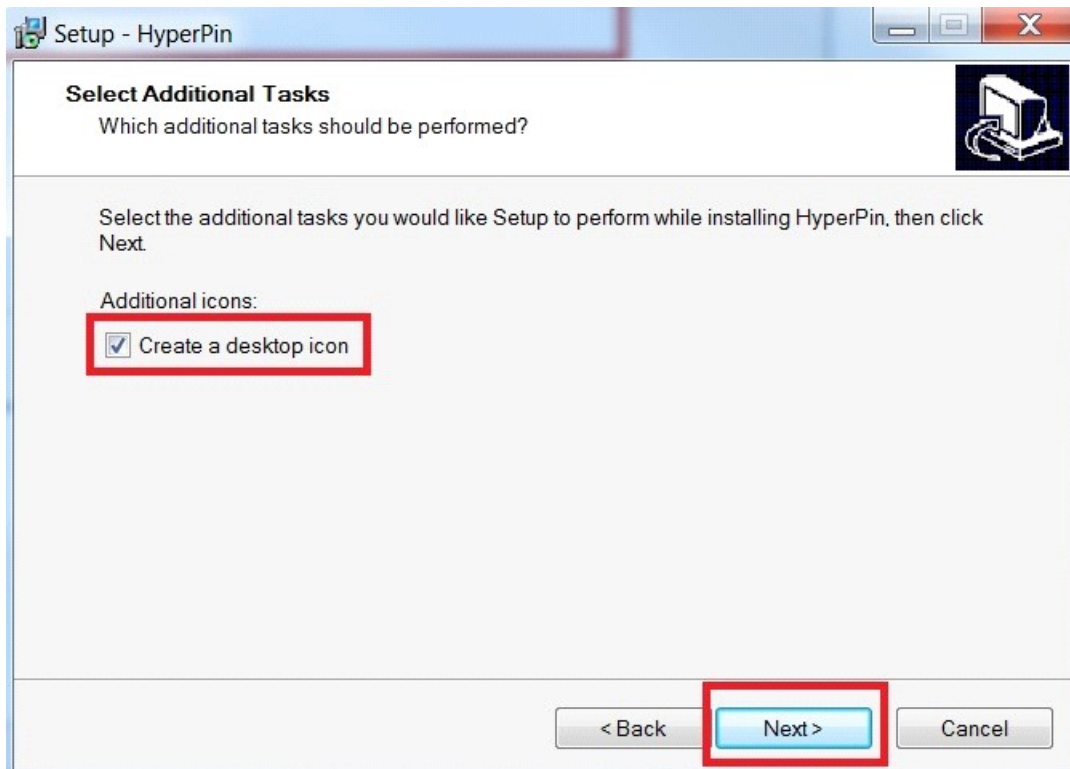 Setup - HyperPin
Select Additional Tasks
Which additional tasks should be performed?
Select the additional tasks you would like Setup to perform while installing HyperPin, then click
Next.
Additional icons:
Create a desktop icon
< Back
Next >
Cancel